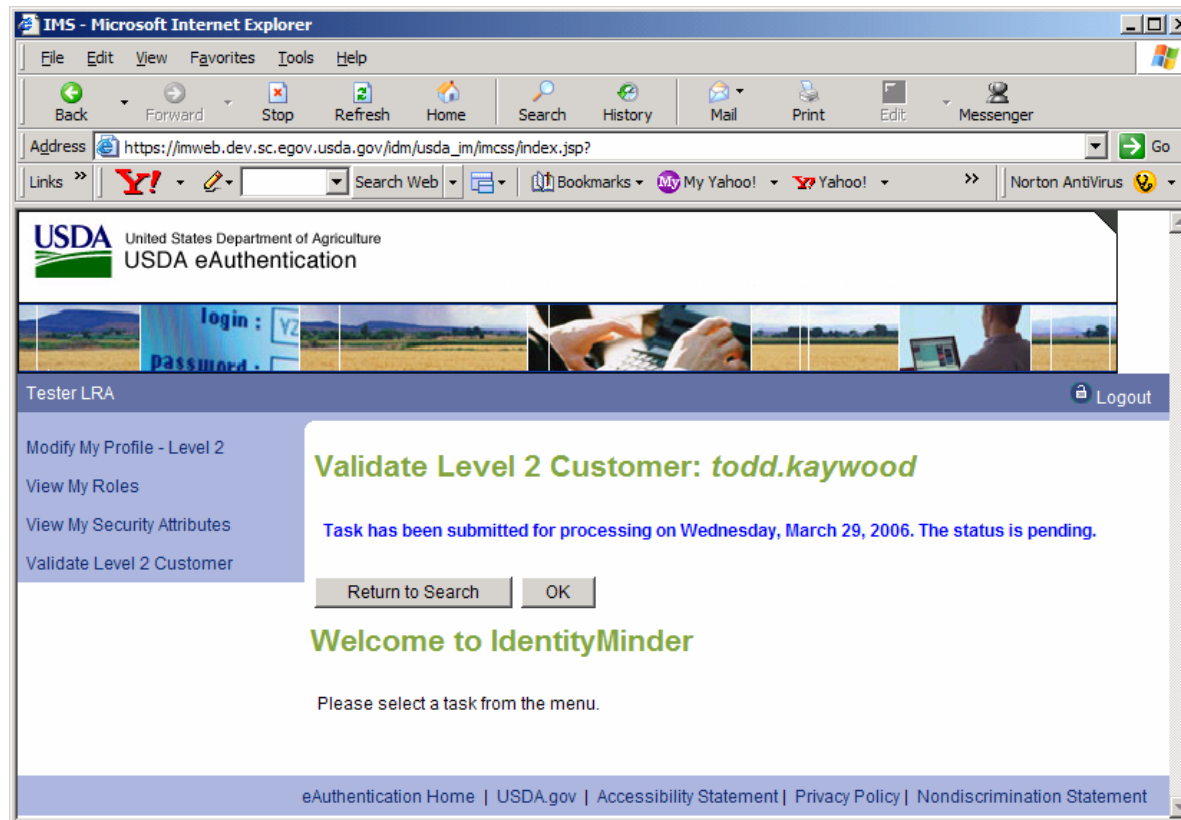 IMS - Microsoft Internet Explorer
File Edit View Favorites Tools Help
Back Forward Stop Refresh Home Search History Mail Print Edit Messenger
Address https://imweb.dev.sc.egov.usda.gov/idm/usda_im/imcss/index.jsp? Go
Links » Y! Search Web Bookmarks My My Yahoo! Y? Yahoo! » Norton AntiVirus
USDA United States Department of Agriculture
USDA eAuthentication
login : YZ
password :
Tester LRA Logout
Modify My Profile - Level 2
View My Roles
View My Security Attributes
Validate Level 2 Customer
Validate Level 2 Customer: todd.kaywood
Task has been submitted for processing on Wednesday, March 29, 2006. The status is pending.
Return to Search OK
Welcome to IdentityMinder
Please select a task from the menu.
eAuthentication Home | USDA.gov | Accessibility Statement | Privacy Policy | Nondiscrimination Statement